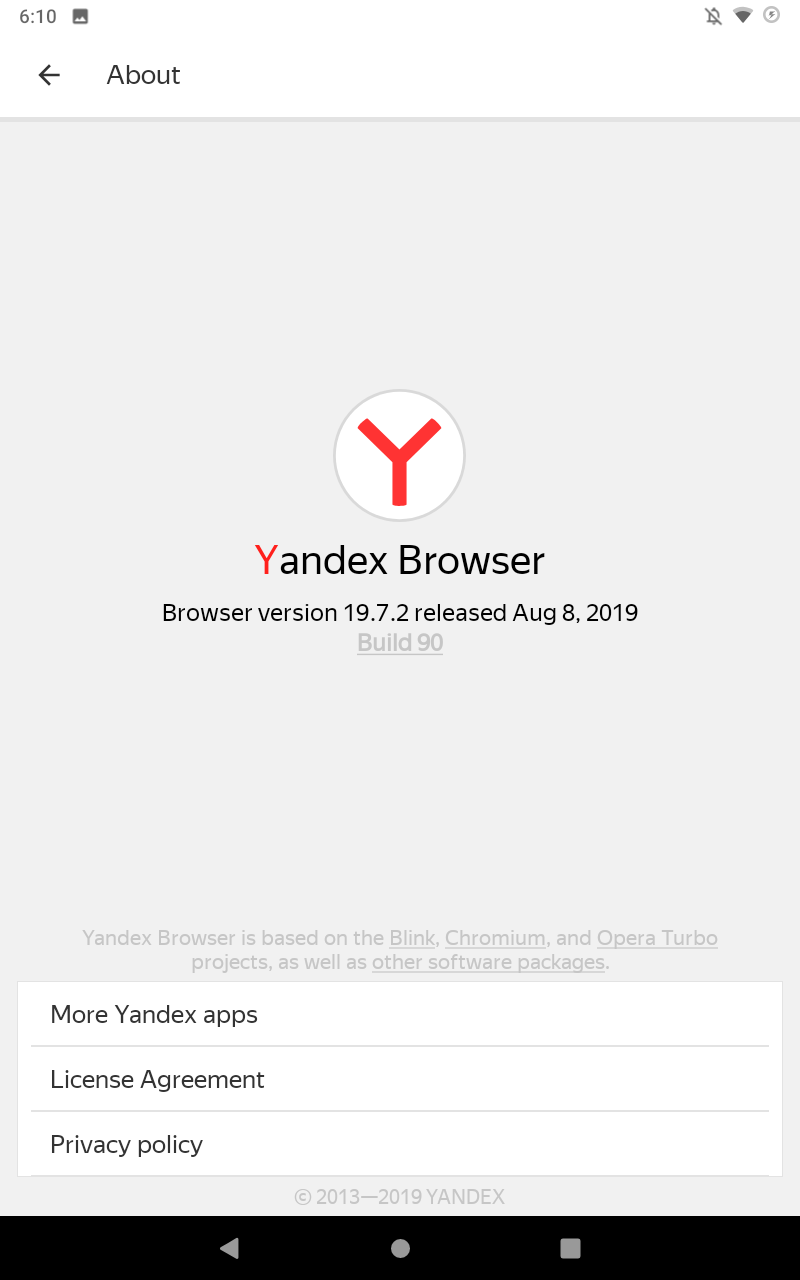 6:10
About
Yandex Browser
Browser version 19.7.2 released Aug 8, 2019
Build 90
Yandex Browser is based on the Blink, Chromium, and Opera Turbo
projects, as well as other software packages.
More Yandex apps
License Agreement
Privacy policy
© 2013—2019 YANDEX